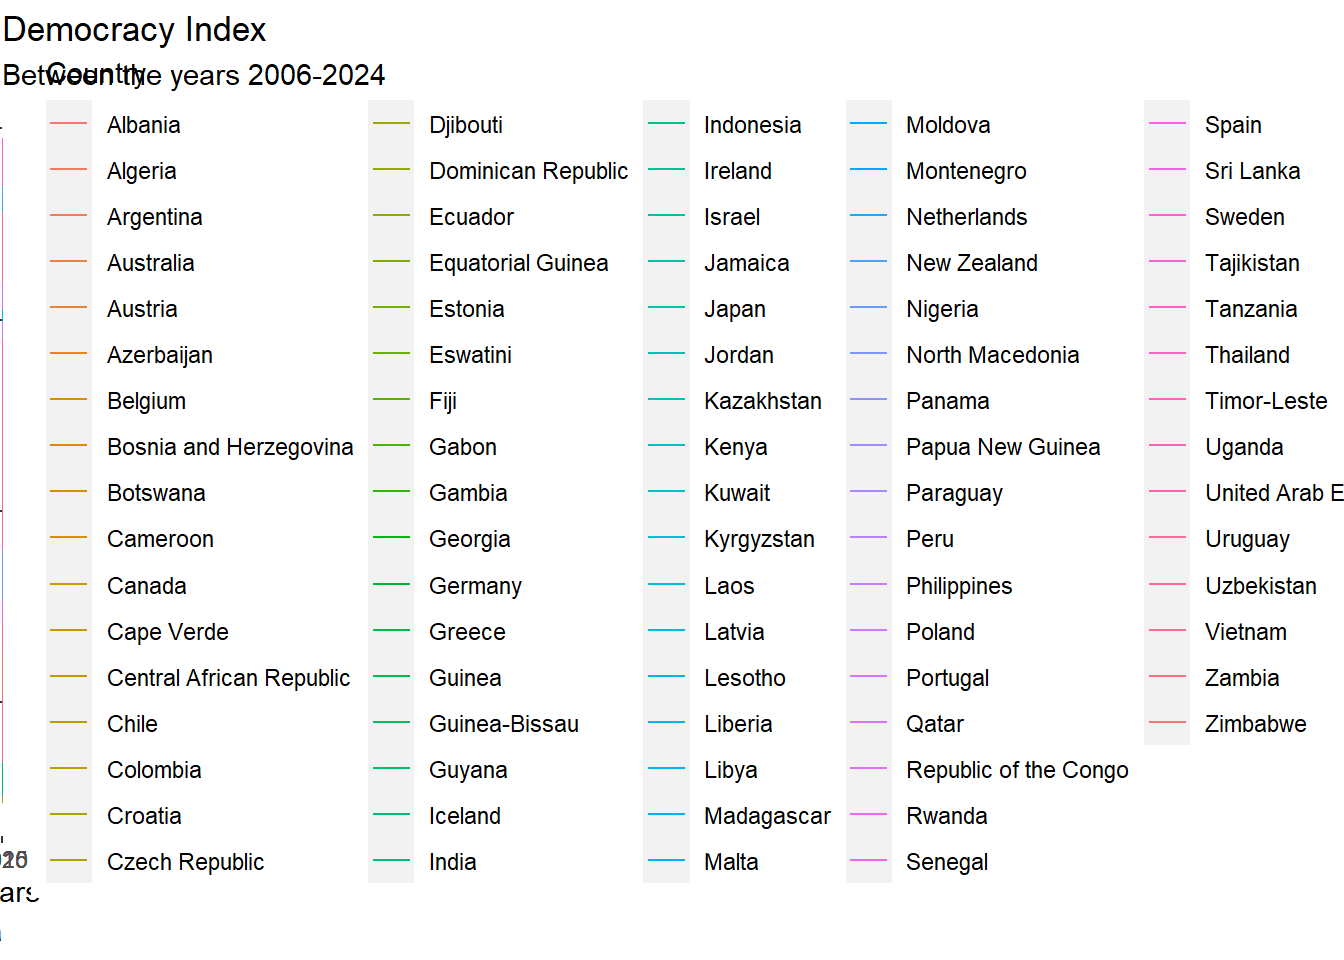 Democracy Index
Between the years 2006-2024
Country
Albania
Algeria
Argentina
Australia
Austria
Azerbaijan
Belgium
Bosnia and Herzegovina
Botswana
Cameroon
Canada
Cape Verde
Central African Republic
Chile
Colombia
Croatia
Czech Republic
Djibouti
Dominican Republic
Ecuador
Equatorial Guinea
Estonia
Eswatini
Fiji
Gabon
Gambia
Georgia
Germany
Greece
Guinea
Guinea-Bissau
Guyana
Iceland
India
Indonesia
Ireland
Israel
Jamaica
Japan
Jordan
Kazakhstan
Kenya
Kuwait
Kyrgyzstan
Laos
Latvia
Lesotho
Liberia
Libya
Madagascar
Malta
Moldova
Montenegro
Netherlands
New Zealand
Nigeria
North Macedonia
Panama
Papua New Guinea
Paraguay
Peru
Philippines
Poland
Portugal
Qatar
Republic of the Congo
Rwanda
Senegal
Spain
Sri Lanka
Sweden
Tajikistan
Tanzania
Thailand
Timor-Leste
Uganda
United Arab E
Uruguay
Uzbekistan
Vietnam
Zambia
Zimbabwe
ars